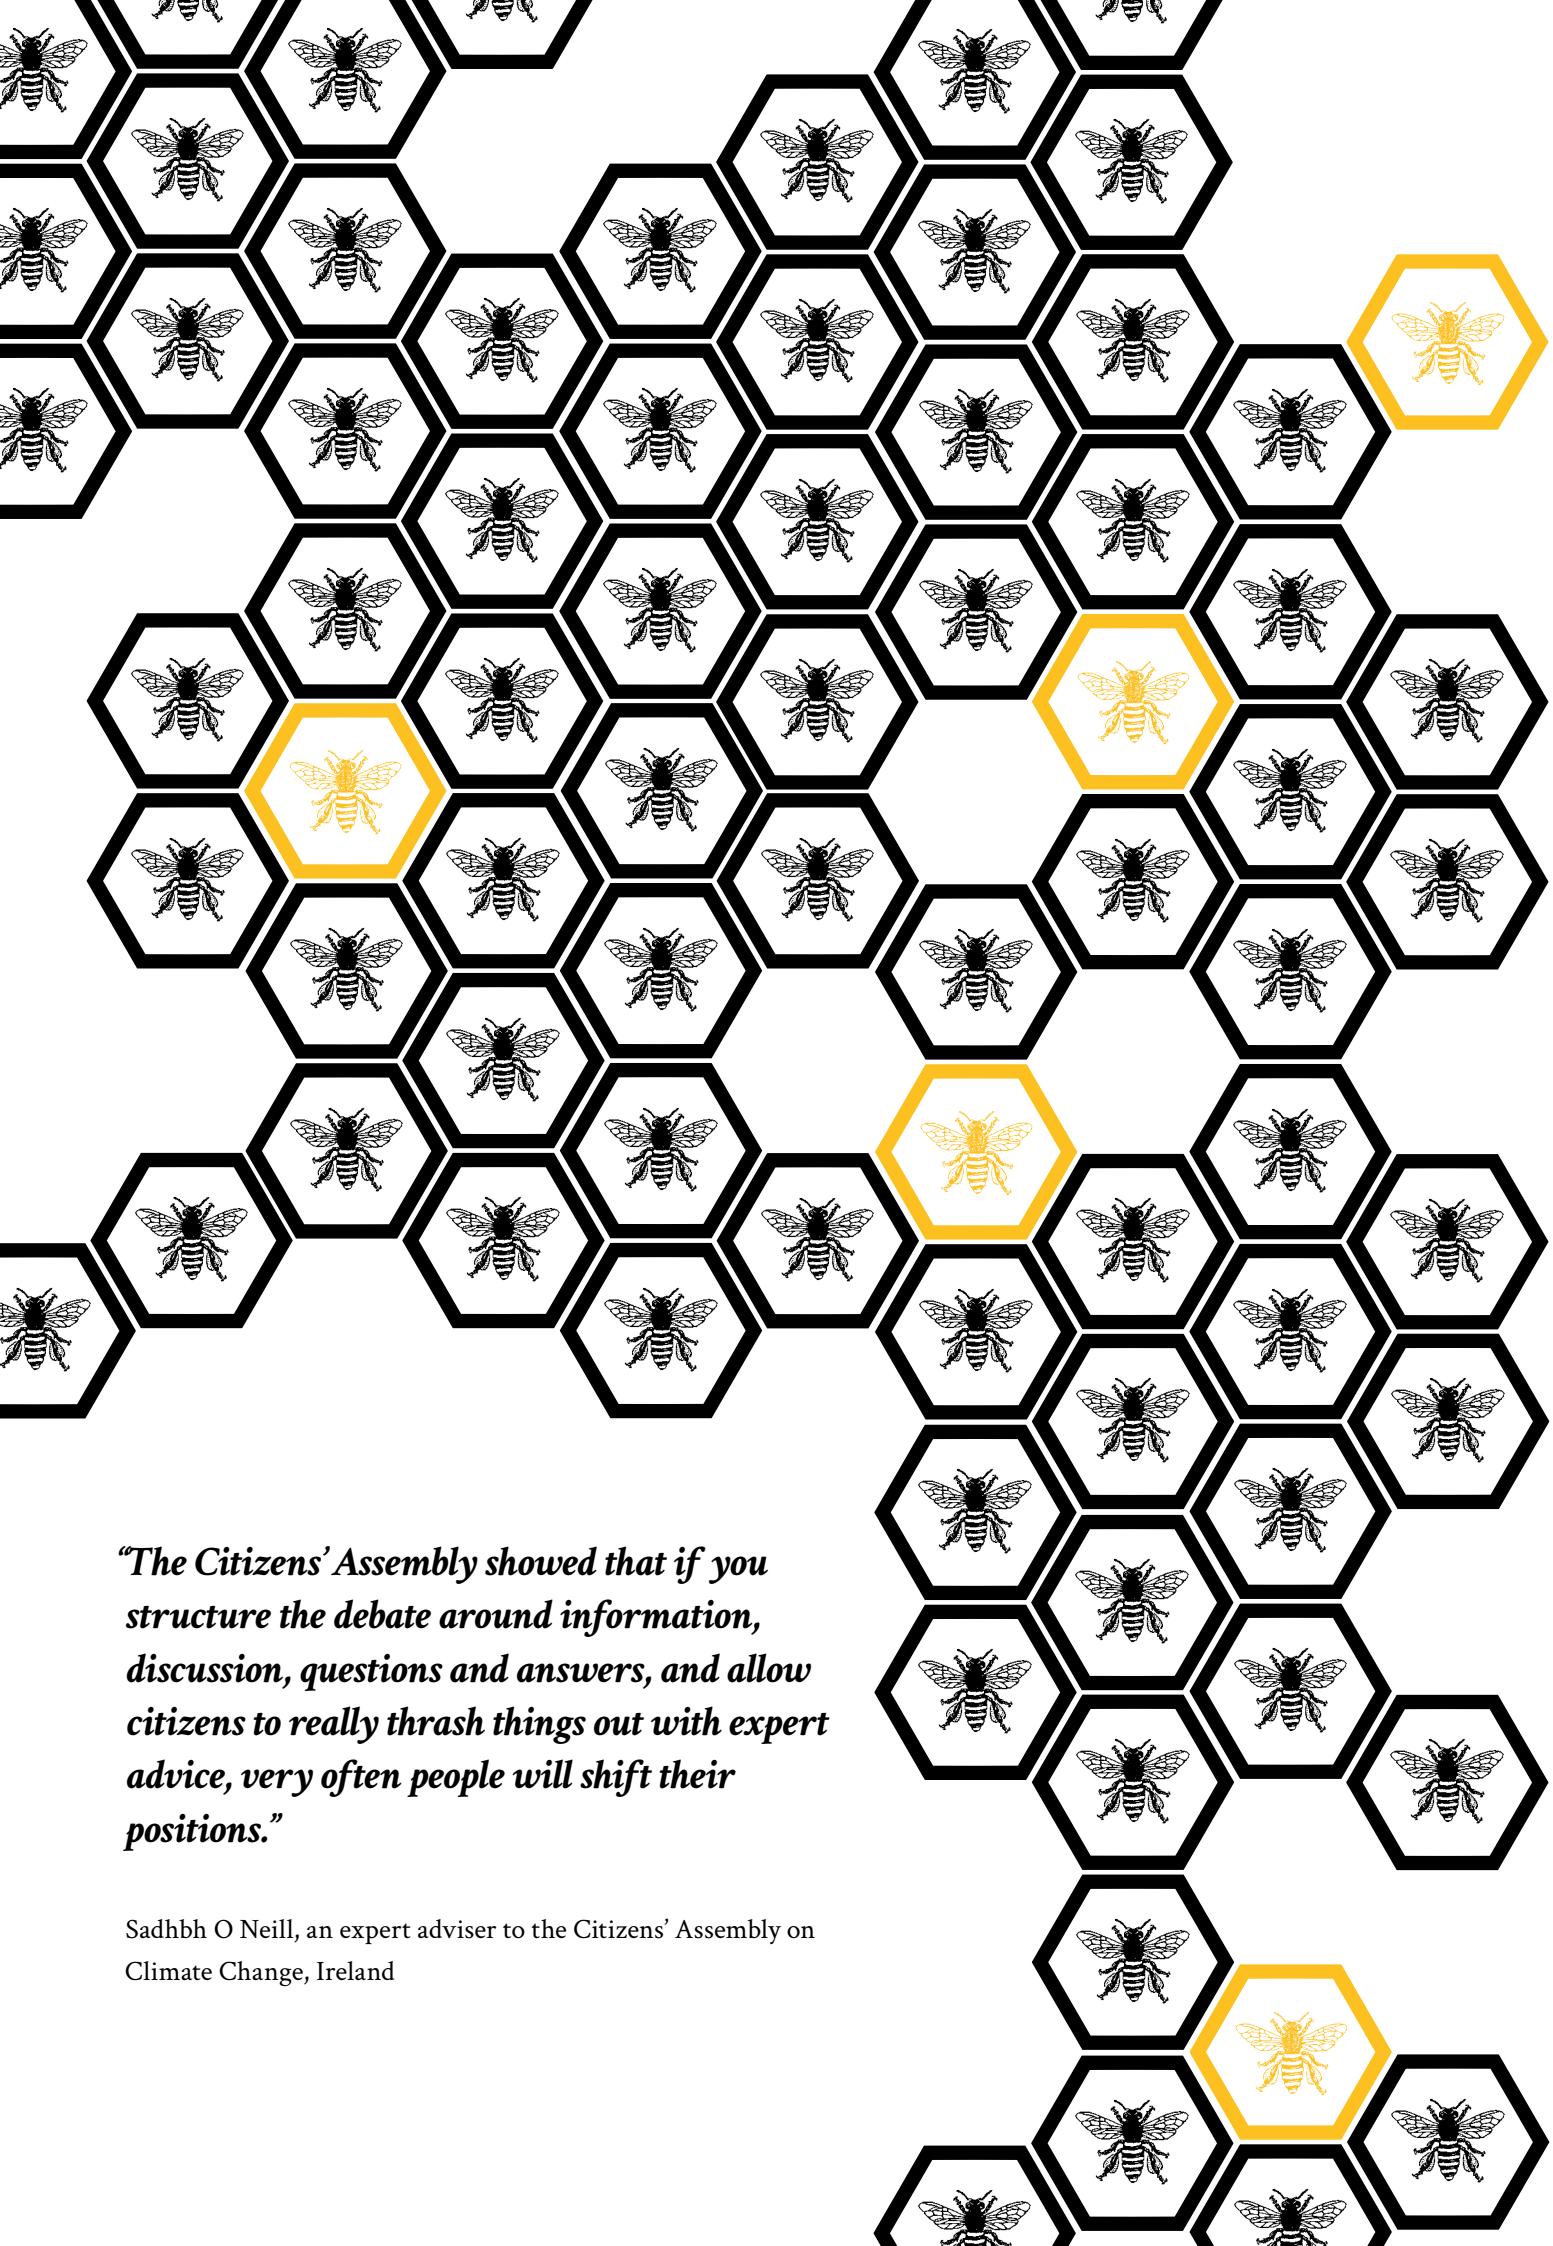 “The Citizens’ Assembly showed that if you
structure the debate around information,
discussion, questions and answers, and allow
citizens to really thrash things out with expert
advice, very often people will shift their
positions.”
Sadhbh O Neill, an expert adviser to the Citizens’ Assembly on
Climate Change, Ireland